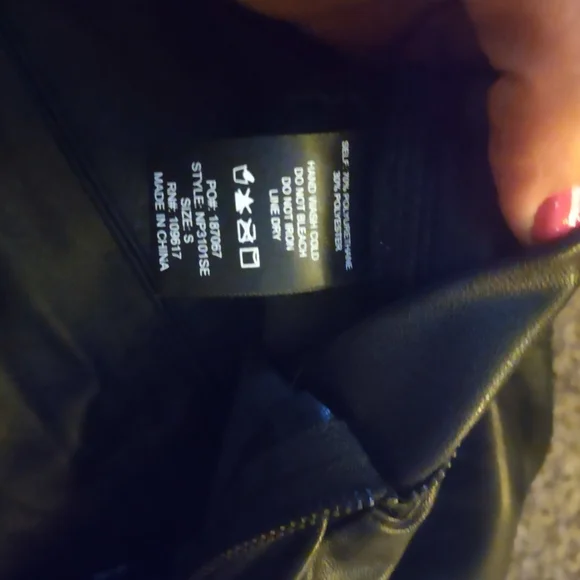 SELF: 70% POLYURETHANE
30% POLYESTER
HAND WASH COLD
DO NOT BLEACH
DO NOT IRON
LINE DRY
PO#: 187067
STYLE: NP3101SE
SIZE: S
RN#: 109617
MADE IN CHINA